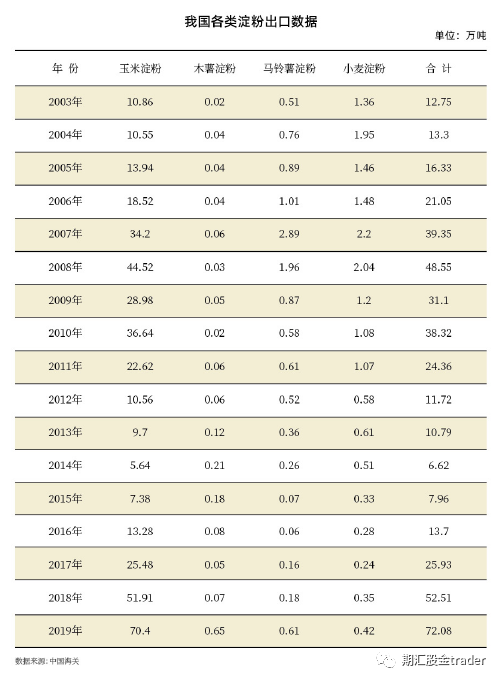 我国各类淀粉出口数据
单位：万吨
年 份 玉米淀粉 木薯淀粉 马铃薯淀粉 小麦淀粉 合 计
2003年 10.86 0.02 0.51 1.36 12.75
2004年 10.55 0.04 0.76 1.95 13.3
2005年 13.94 0.04 0.89 1.46 16.33
2006年 18.52 0.04 1.01 1.48 21.05
2007年 34.2 0.06 2.89 2.2 39.35
2008年 44.52 0.03 1.96 2.04 48.55
2009年 28.98 0.05 0.87 1.2 31.1
2010年 36.64 0.02 0.58 1.08 38.32
2011年 22.62 0.06 0.61 1.07 24.36
2012年 10.56 0.06 0.52 0.58 11.72
2013年 9.7 0.12 0.36 0.61 10.79
2014年 5.64 0.21 0.26 0.51 6.62
2015年 7.38 0.18 0.07 0.33 7.96
2016年 13.28 0.08 0.06 0.28 13.7
2017年 25.48 0.05 0.16 0.24 25.93
2018年 51.91 0.07 0.18 0.35 52.51
2019年 70.4 0.65 0.61 0.42 72.08
数据来源：中国海关
期汇股金trader